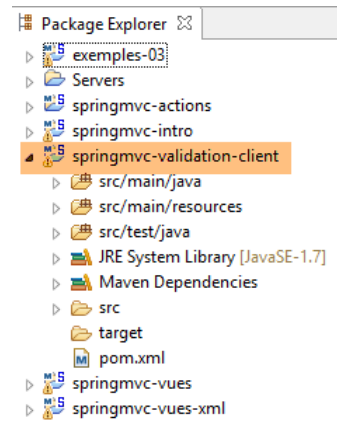 Package Explorer
exemples-03
Servers
springmvc-actions
springmvc-intro
springmvc-validation-client
src/main/java
src/main/resources
src/test/java
JRE System Library [JavaSE-1.7]
Maven Dependencies
src
target
pom.xml
springmvc-vues
springmvc-vues-xml